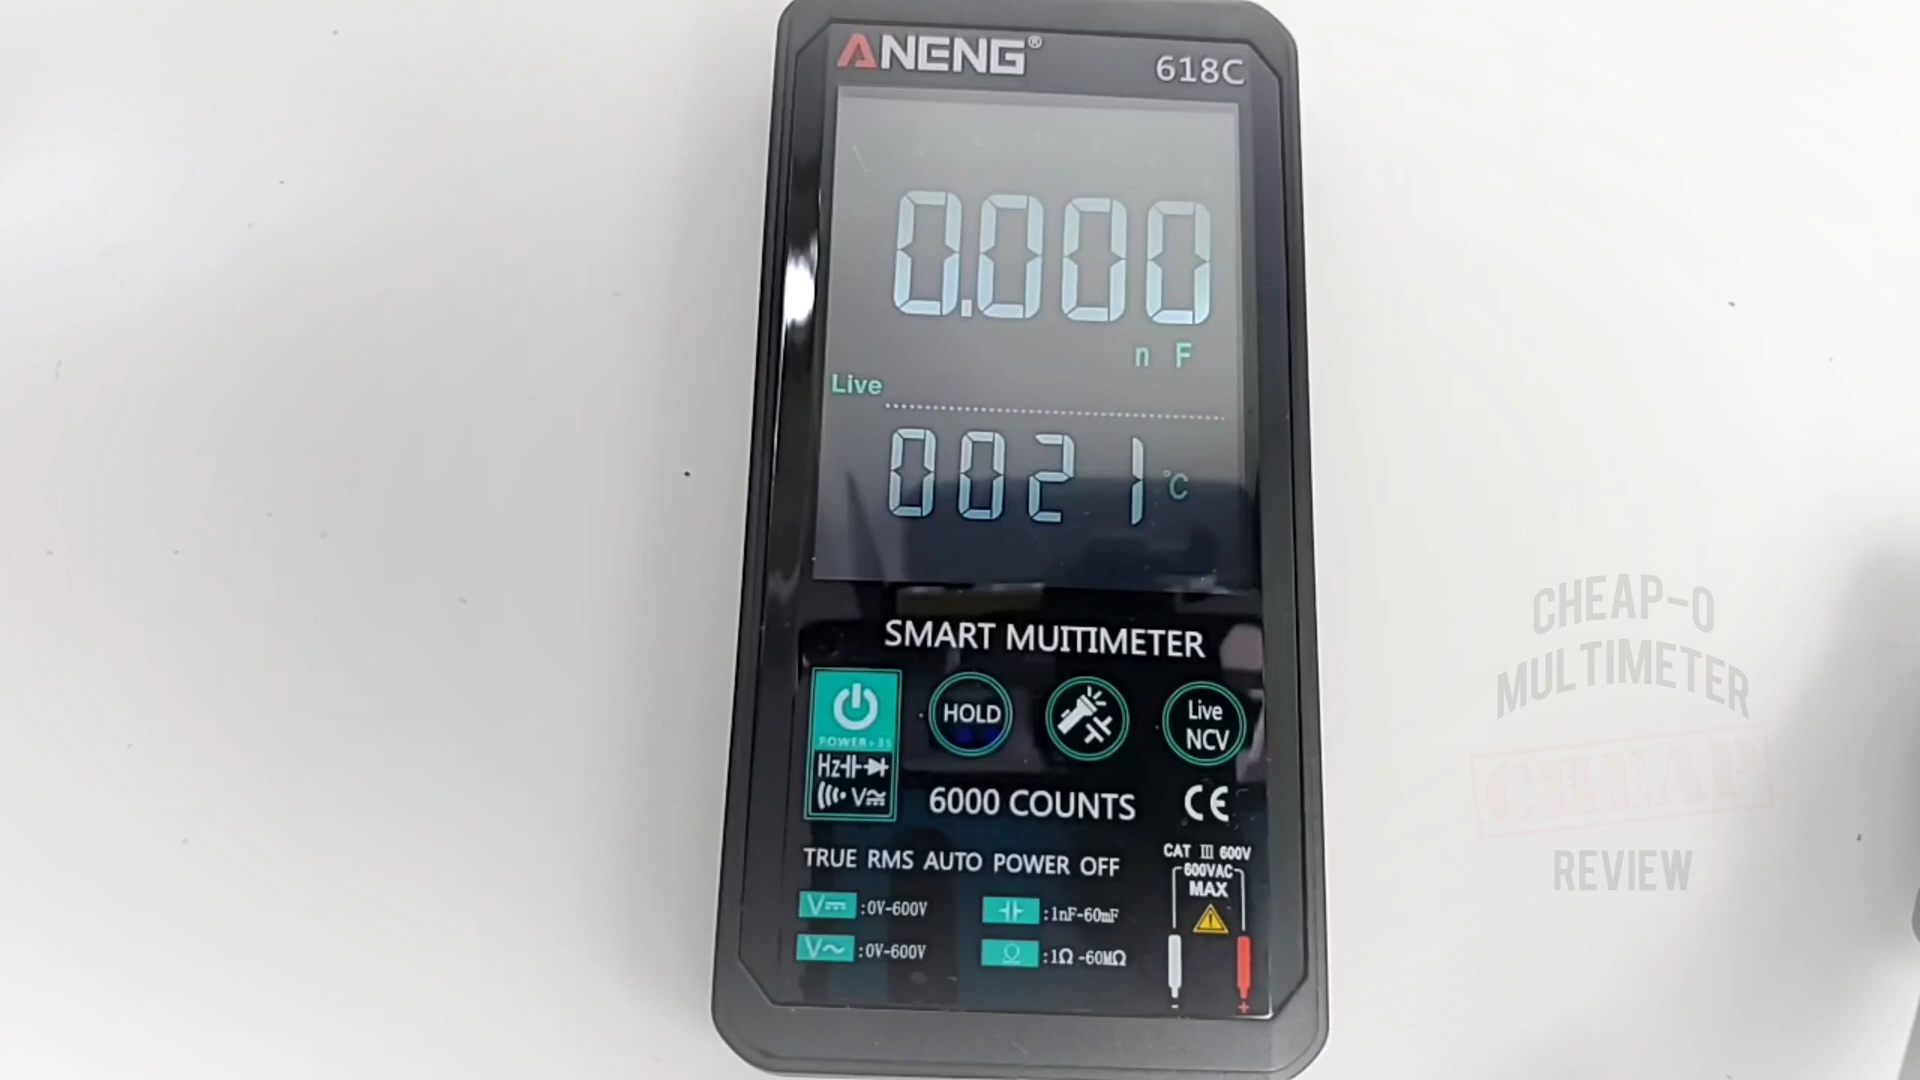 ANENG®
618C
0.000
n F
Live
0021 °C
SMART MUITIMETER
POWER>3S
HOLD
Live
NCV
Hz
V
6000 COUNTS
CE
TRUE RMS AUTO POWER OFF
CAT III 600V
600VAC
MAX
V :0V-600V
:1nF-60mF
V~ :0V-600V
Ω :1Ω-60MΩ
- +
CHEAP-O
MULTIMETER
CHEAP
REVIEW